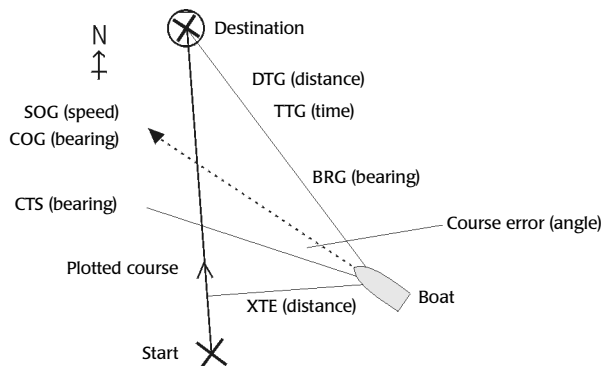 N
Destination
DTG (distance)
TTG (time)
SOG (speed)
COG (bearing)
BRG (bearing)
CTS (bearing)
Course error (angle)
Plotted course
XTE (distance)
Boat
Start